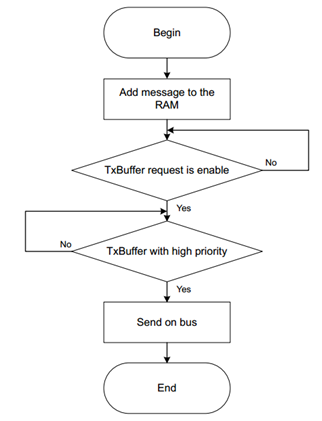 Begin
Add message to the
RAM
TxBuffer request is enable
No
Yes
No
TxBuffer with high priority
Yes
Send on bus
End